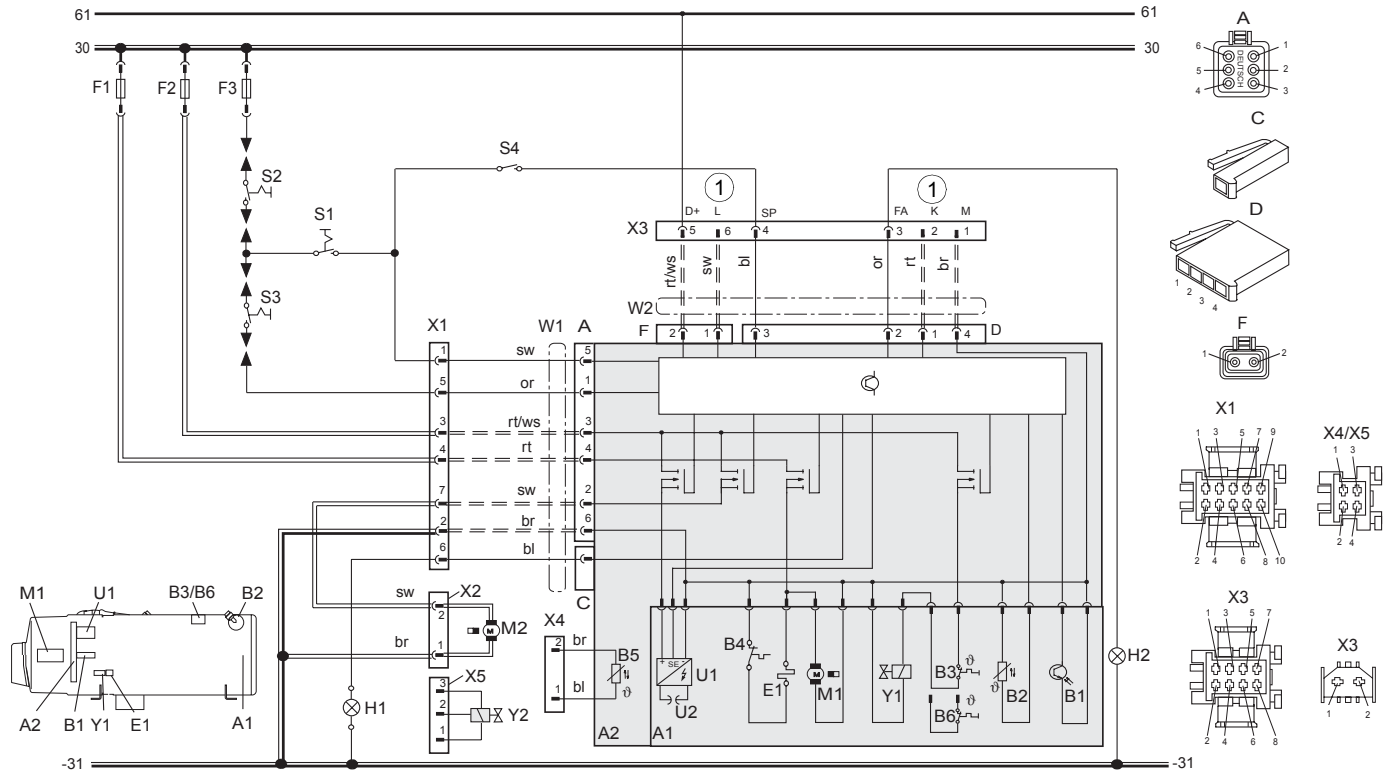 61
61
30
30
F1
F2
F3
S2
S1
S3
S4
D+
L
1
SP
FA
1
K
M
X3
5
6
4
3
2
1
rt/ws
sw
bl
or
rt
br
W2
F
2
1
3
2
1
4
D
X1
W1
A
1
sw
5
5
or
1
3
rt/ws
3
4
rt
4
7
sw
2
2
br
6
6
bl
C
sw
X2
2
M
M2
br
1
X4
2
br
B5
ϑ
1
bl
X5
3
2
1
Y2
H1
H2
+ SE -
U1
U2
B4
E1
M
M1
Y1
B3
ϑ
B6
ϑ
B2
ϑ
B1
A2
A1
-31
-31
M1
U1
B3/B6
B2
A2
B1
Y1
E1
A1
A
6
5
4
DEUTSCH
1
2
3
C
D
1
2
3
4
F
1
2
X1
1
3
5
7
9
2
4
6
8
10
X4/X5
1
3
2
4
X3
1
3
5
7
2
4
6
8
X3
1
2